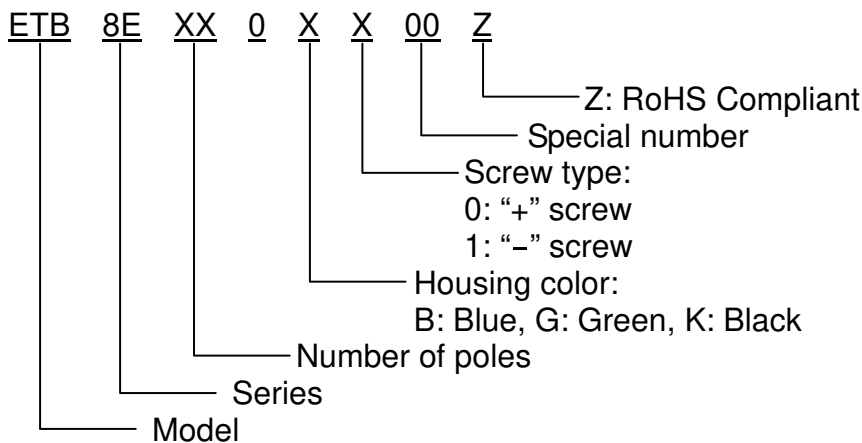 ETB 8E XX 0 X X 00 Z
Z: RoHS Compliant
Special number
Screw type:
0: “+” screw
1: “−” screw
Housing color:
B: Blue, G: Green, K: Black
Number of poles
Series
Model